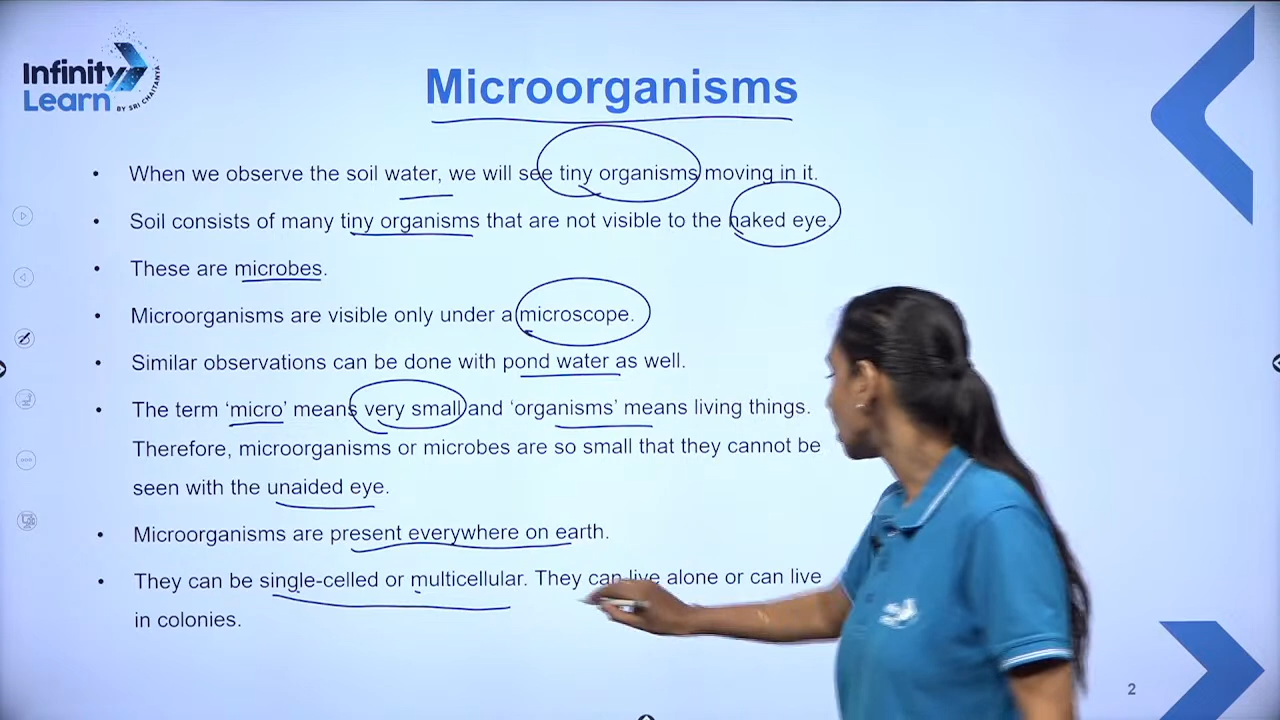 Infinity
Learn
BY SRI CHAITANYA
Microorganisms
• When we observe the soil water, we will see tiny organisms moving in it.
• Soil consists of many tiny organisms that are not visible to the naked eye.
• These are microbes.
• Microorganisms are visible only under a microscope.
• Similar observations can be done with pond water as well.
• The term ‘micro’ means very small and ‘organisms’ means living things.
Therefore, microorganisms or microbes are so small that they cannot be
seen with the unaided eye.
• Microorganisms are present everywhere on earth.
• They can be single-celled or multicellular. They can live alone or can live
in colonies.
2